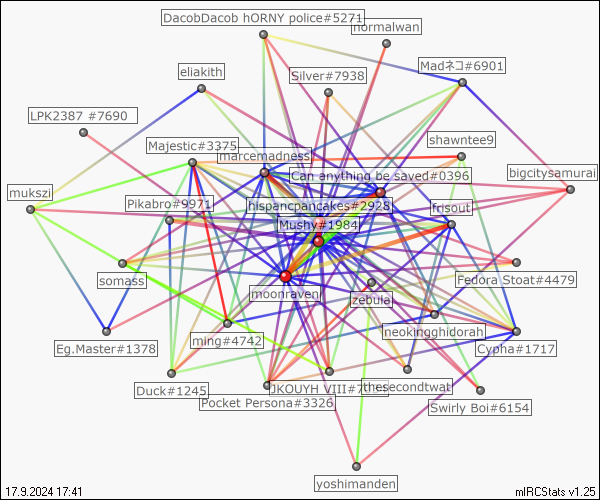 DacobDacob hORNY police#5271
normalwan
Madネコ#6901
eliakith
Silver#7938
LPK2387 #7690
Majestic#3375
shawntee9
marcemadness
Can anything be saved#0396
bigcitysamurai
mukszi
Pikabro#9971
hispancpancakes#2928
frisout
Mushy#1984
somass
moonraven
zebula
Fedora Stoat#4479
ming#4742
neokingghidorah
Eg.Master#1378
Cypha#1717
Duck#1245
JKOUYH VIII#7
thesecondtwat
Pocket Persona#3326
Swirly Boi#6154
yoshimanden
17.9.2024 17:41
mIRCStats v1.25